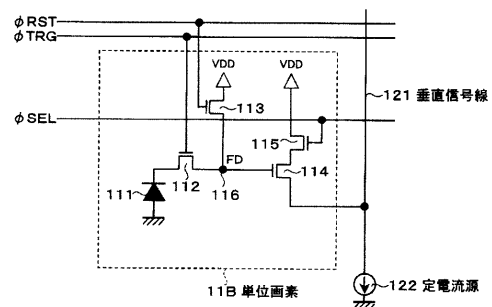 φRST
φTRG
VDD
VDD
113
φSEL
115
121 垂直信号線
FD
112
116
114
111
11B 単位画素
122 定電流源